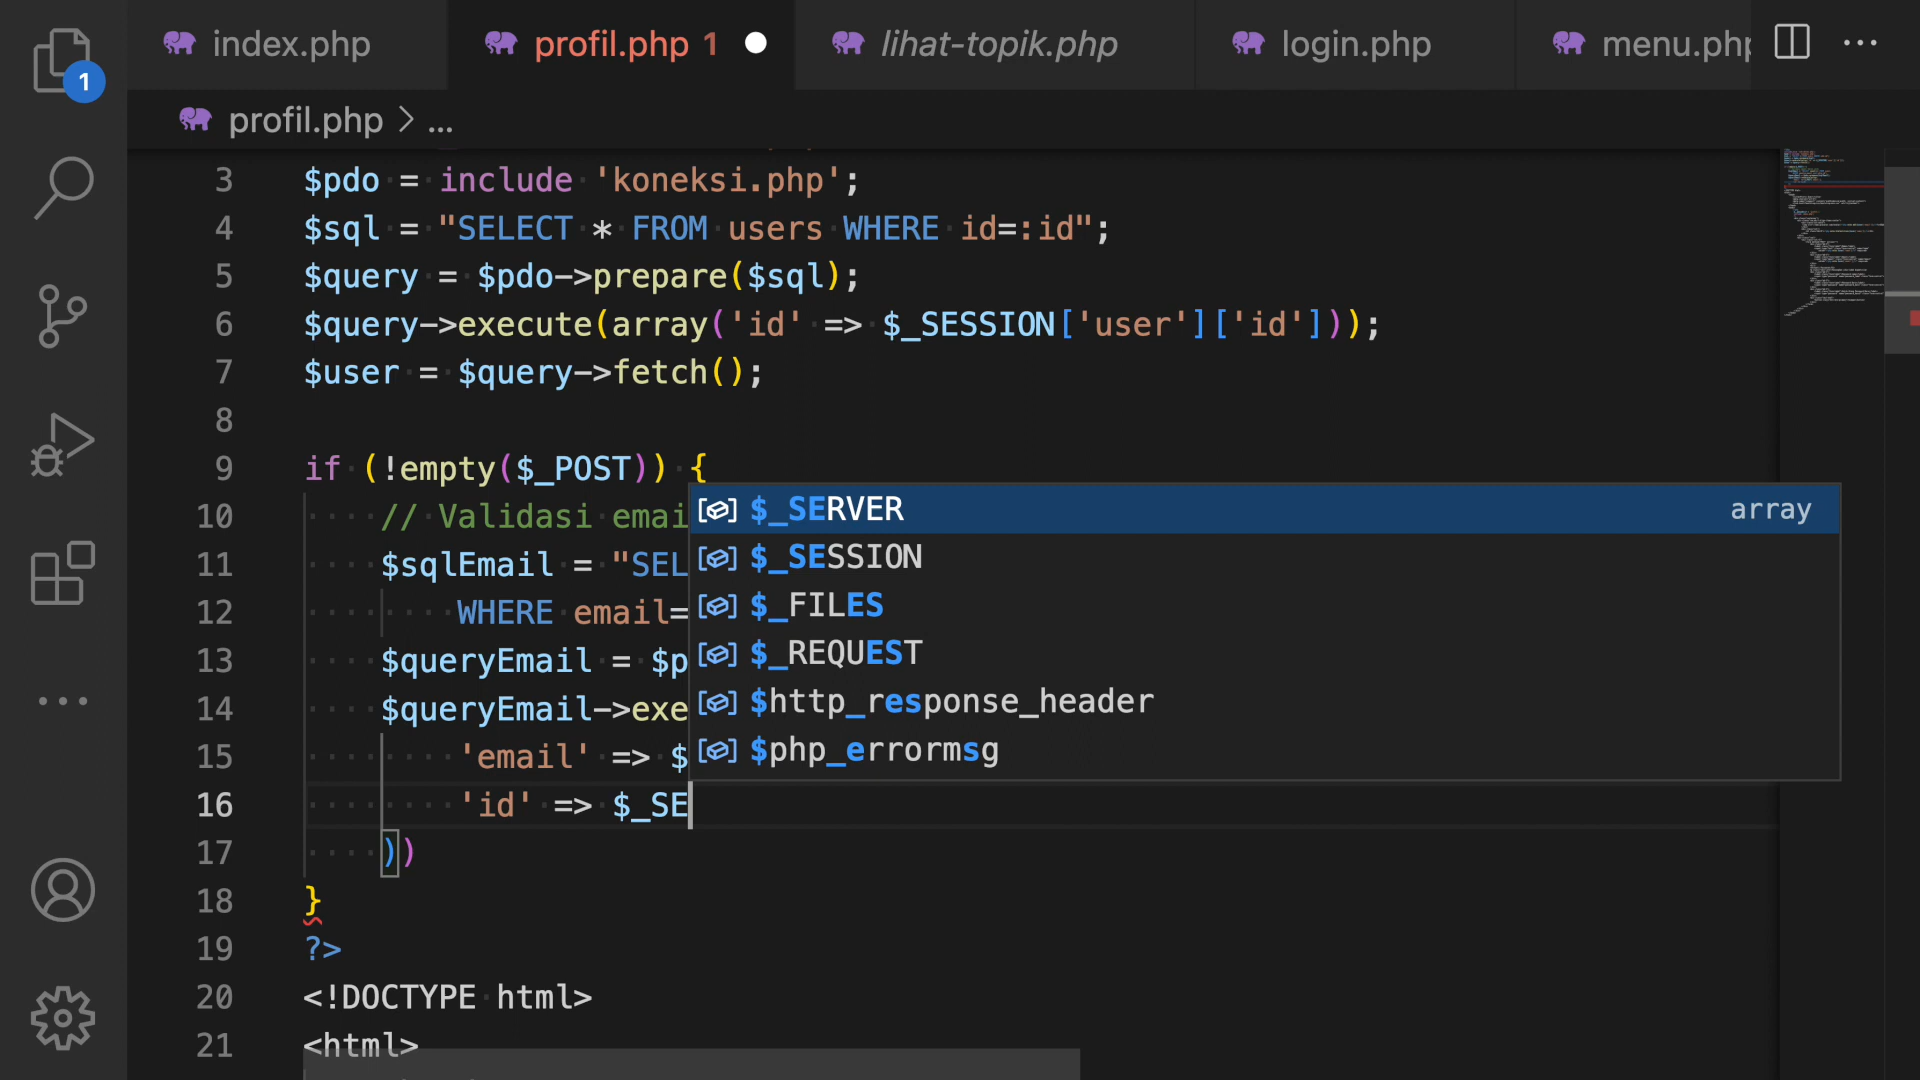 index.php
profil.php 1
lihat-topik.php
login.php
menu.php
1
profil.php > ...
3 $pdo = include 'koneksi.php';
4 $sql = "SELECT * FROM users WHERE id=:id";
5 $query = $pdo->prepare($sql);
6 $query->execute(array('id' => $_SESSION['user']['id']));
7 $user = $query->fetch();
8
9 if (!empty($_POST)) {
10 // Validasi emai
11 $sqlEmail = "SEL
12 WHERE email=
13 $queryEmail = $p
14 $queryEmail->exe
15 'email' => $
16 'id' => $_SE
17 ))
18 }
19 ?>
20 <!DOCTYPE html>
21 <html>
$_SERVER array
$_SESSION
$_FILES
$_REQUEST
$http_response_header
$php_errormsg